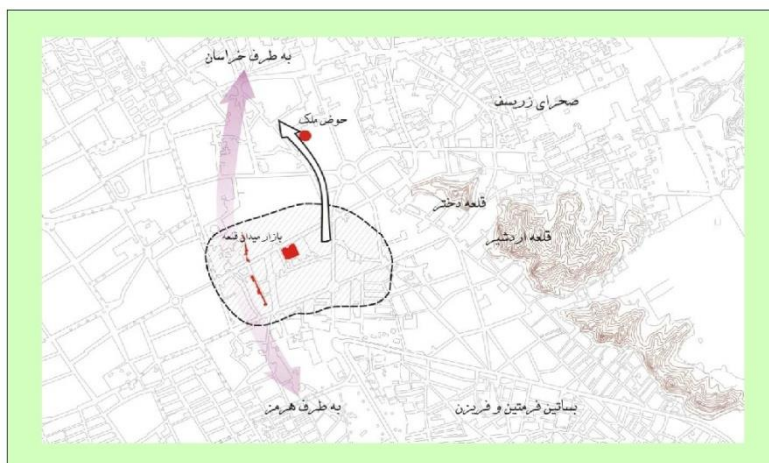 به طرف خراسان
صحرای زریسف
حوض ملک
قلعه دختر
قلعه اردشیر
بازار میدان قلعه
به طرف هرمز
بساتین فرمتین و فریزن